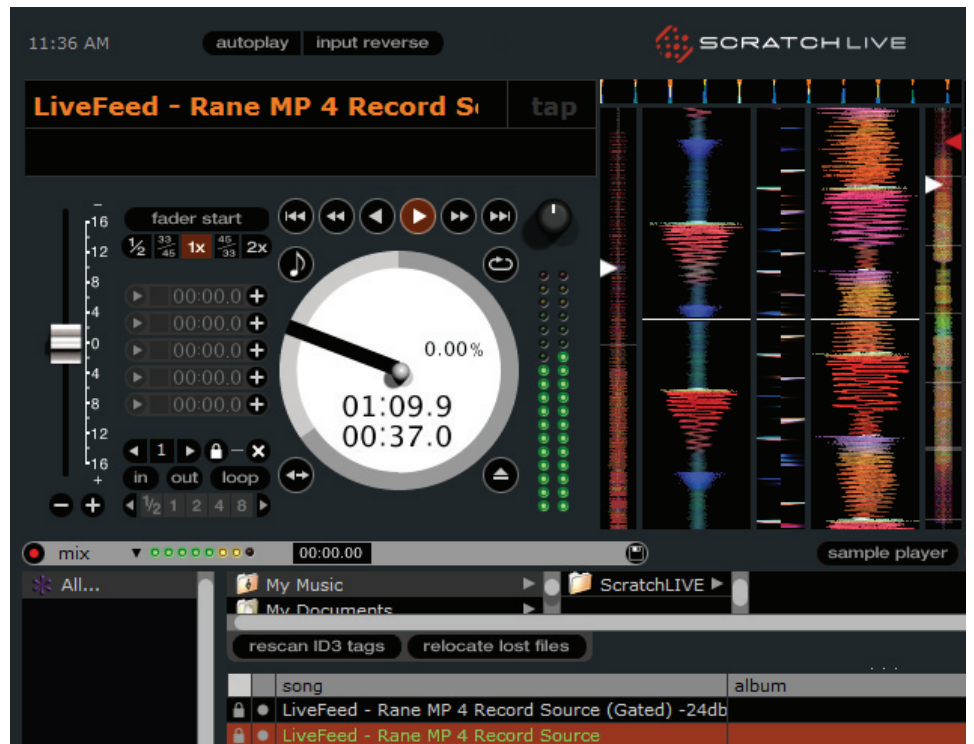 11:36 AM autoplay input reverse SCRATCH LIVE
LiveFeed - Rane MP 4 Record So tap
-
16 fader start
12 ½ 33/45 1x 45/33 2x
8 00:00.0 +
4 00:00.0 + 0.00%
0 00:00.0 +
4 00:00.0 + 01:09.9
8 00:00.0 + 00:37.0
12 1 - x
16 in out loop
+
- + ½ 1 2 4 8
mix 00:00.00 sample player
All... My Music ScratchLIVE
My Documents
rescan ID3 tags relocate lost files
song album
LiveFeed - Rane MP 4 Record Source (Gated) -24db
LiveFeed - Rane MP 4 Record Source